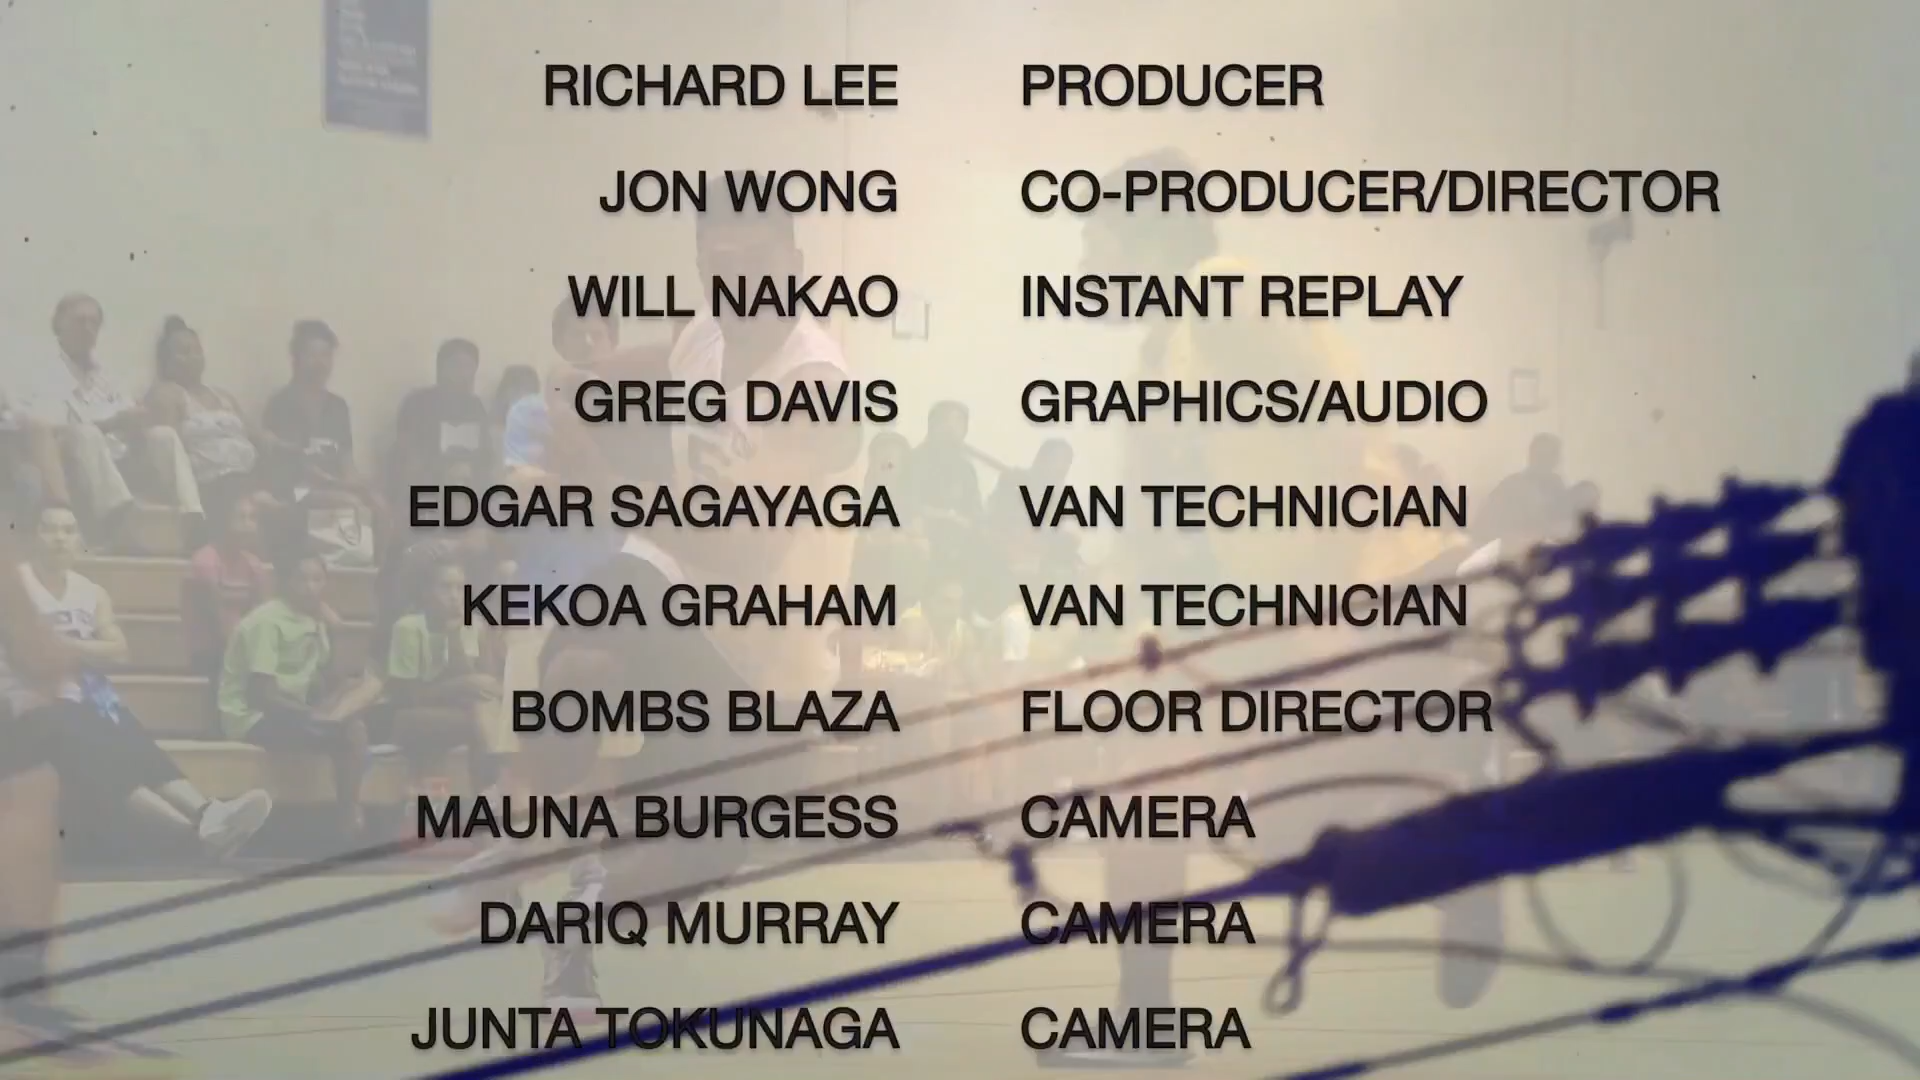 RICHARD LEE PRODUCER
JON WONG CO-PRODUCER/DIRECTOR
WILL NAKAO INSTANT REPLAY
GREG DAVIS GRAPHICS/AUDIO
EDGAR SAGAYAGA VAN TECHNICIAN
KEKOA GRAHAM VAN TECHNICIAN
BOMBS BLAZA FLOOR DIRECTOR
MAUNA BURGESS CAMERA
DARIQ MURRAY CAMERA
JUNTA TOKUNAGA CAMERA